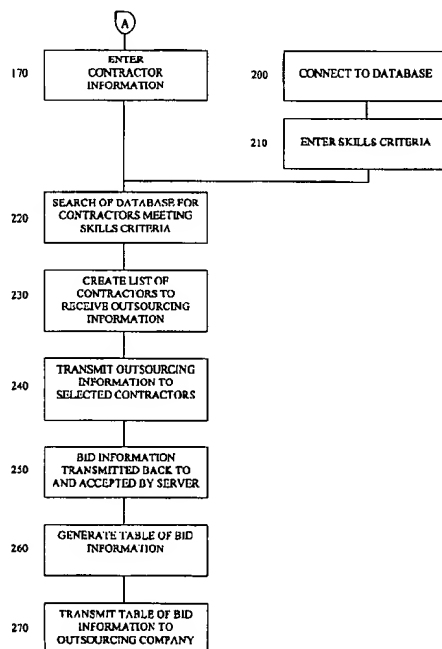 A
170
ENTER
CONTRACTOR
INFORMATION
200
CONNECT TO DATABASE
210
ENTER SKILLS CRITERIA
220
SEARCH OF DATABASE FOR
CONTRACTORS MEETING
SKILLS CRITERIA
230
CREATE LIST OF
CONTRACTORS TO
RECEIVE OUTSOURCING
INFORMATION
240
TRANSMIT OUTSOURCING
INFORMATION TO
SELECTED CONTRACTORS
250
BID INFORMATION
TRANSMITTED BACK TO
AND ACCEPTED BY SERVER
260
GENERATE TABLE OF BID
INFORMATION
270
TRANSMIT TABLE OF BID
INFORMATION TO
OUTSOURCING COMPANY